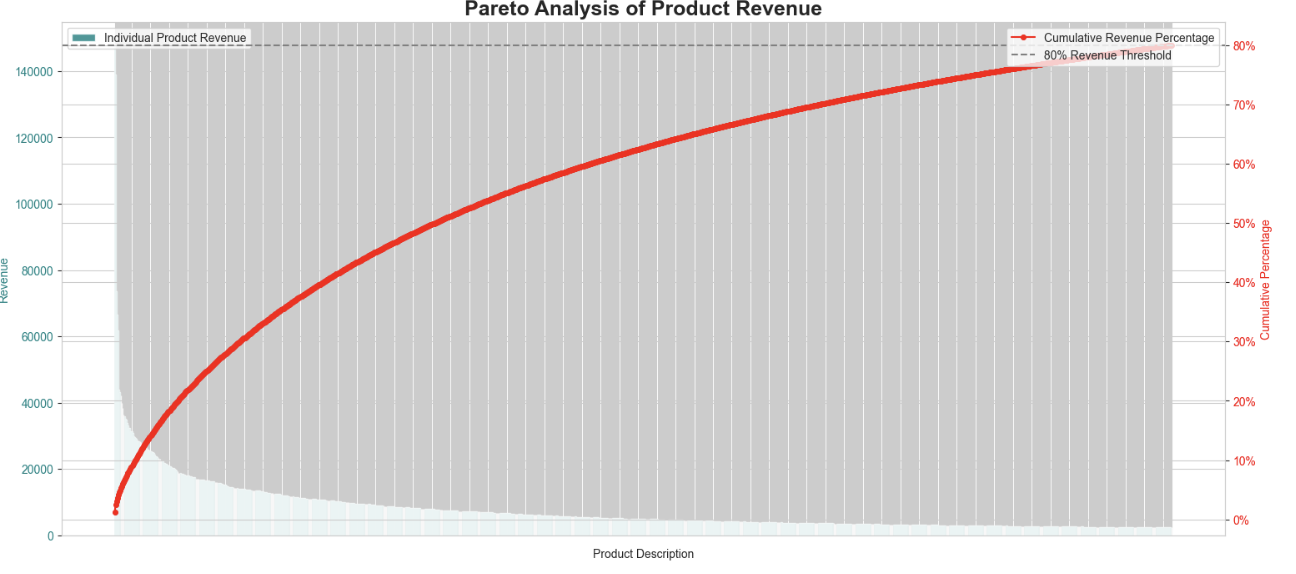 Pareto Analysis of Product Revenue
Individual Product Revenue
Cumulative Revenue Percentage
80% Revenue Threshold
Revenue
140000
120000
100000
80000
60000
40000
20000
0
80%
70%
60%
50%
40%
30%
20%
10%
0%
Cumulative Percentage
Product Description